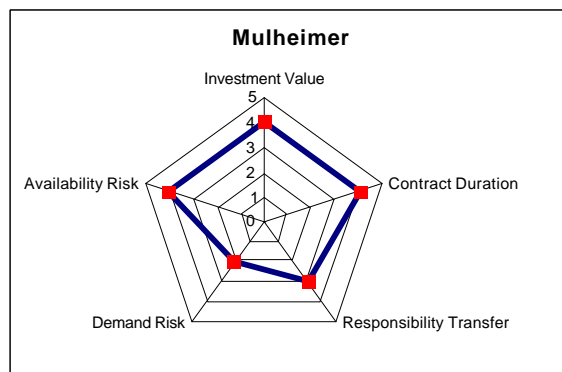 Mulheimer
Investment Value
5
4
3
2
1
0
Availability Risk
Contract Duration
Demand Risk
Responsibility Transfer